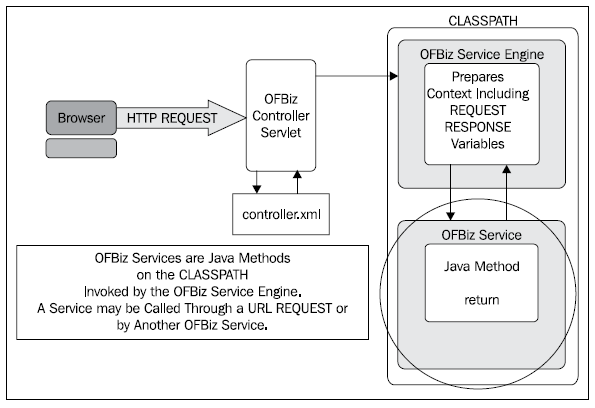 CLASSPATH
OFBiz Service Engine
Prepares
Context Including
REQUEST
RESPONSE
Variables
OFBiz
Controller
Servlet
Browser
HTTP REQUEST
controller.xml
OFBiz Service
Java Method
return
OFBiz Services are Java Methods
on the CLASSPATH
Invoked by the OFBiz Service Engine.
A Service may be Called Through a URL REQUEST or
by Another OFBiz Service.